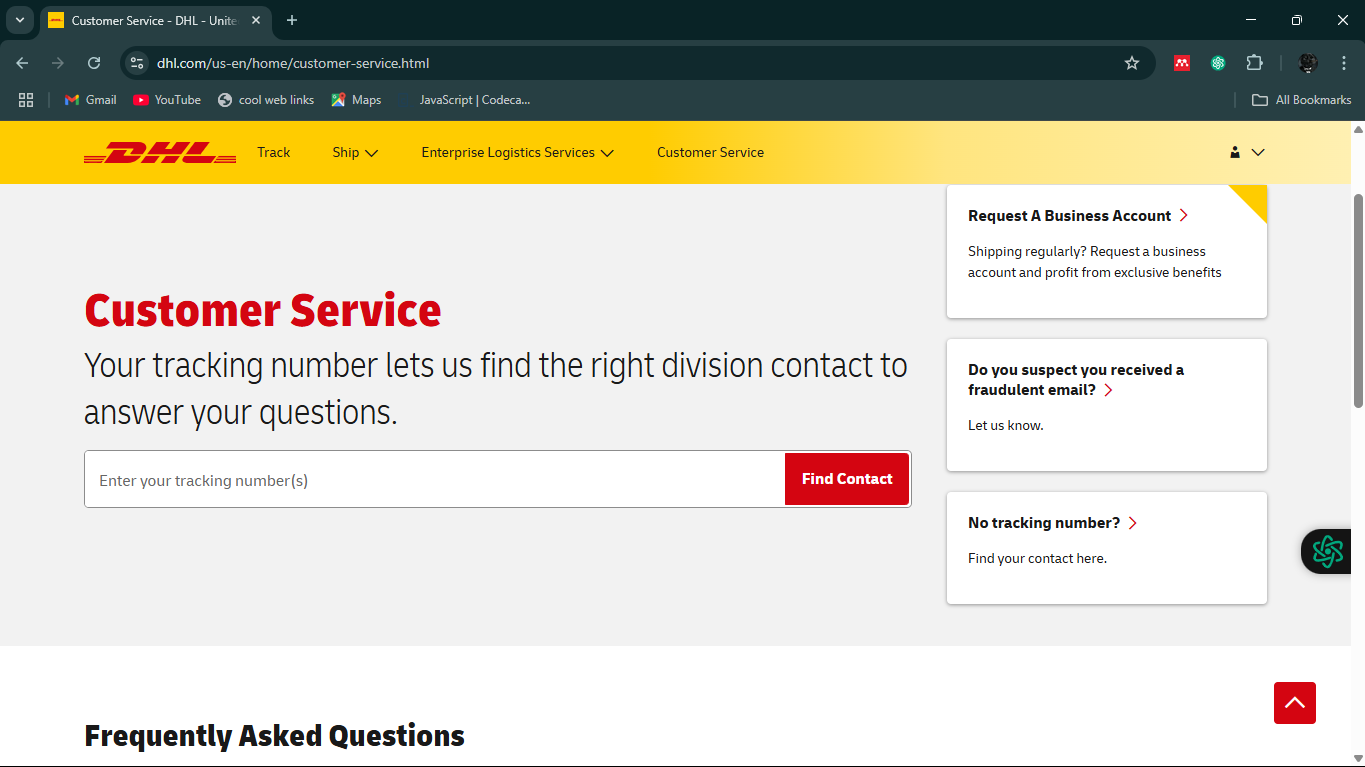 Customer Service - DHL - Unite
dhl.com/us-en/home/customer-service.html
Gmail
YouTube
cool web links
Maps
JavaScript | Codeca...
All Bookmarks
DHL
Track
Ship
Enterprise Logistics Services
Customer Service
Customer Service
Your tracking number lets us find the right division contact to
answer your questions.
Enter your tracking number(s)
Find Contact
Request A Business Account
Shipping regularly? Request a business
account and profit from exclusive benefits
Do you suspect you received a
fraudulent email?
Let us know.
No tracking number?
Find your contact here.
Frequently Asked Questions